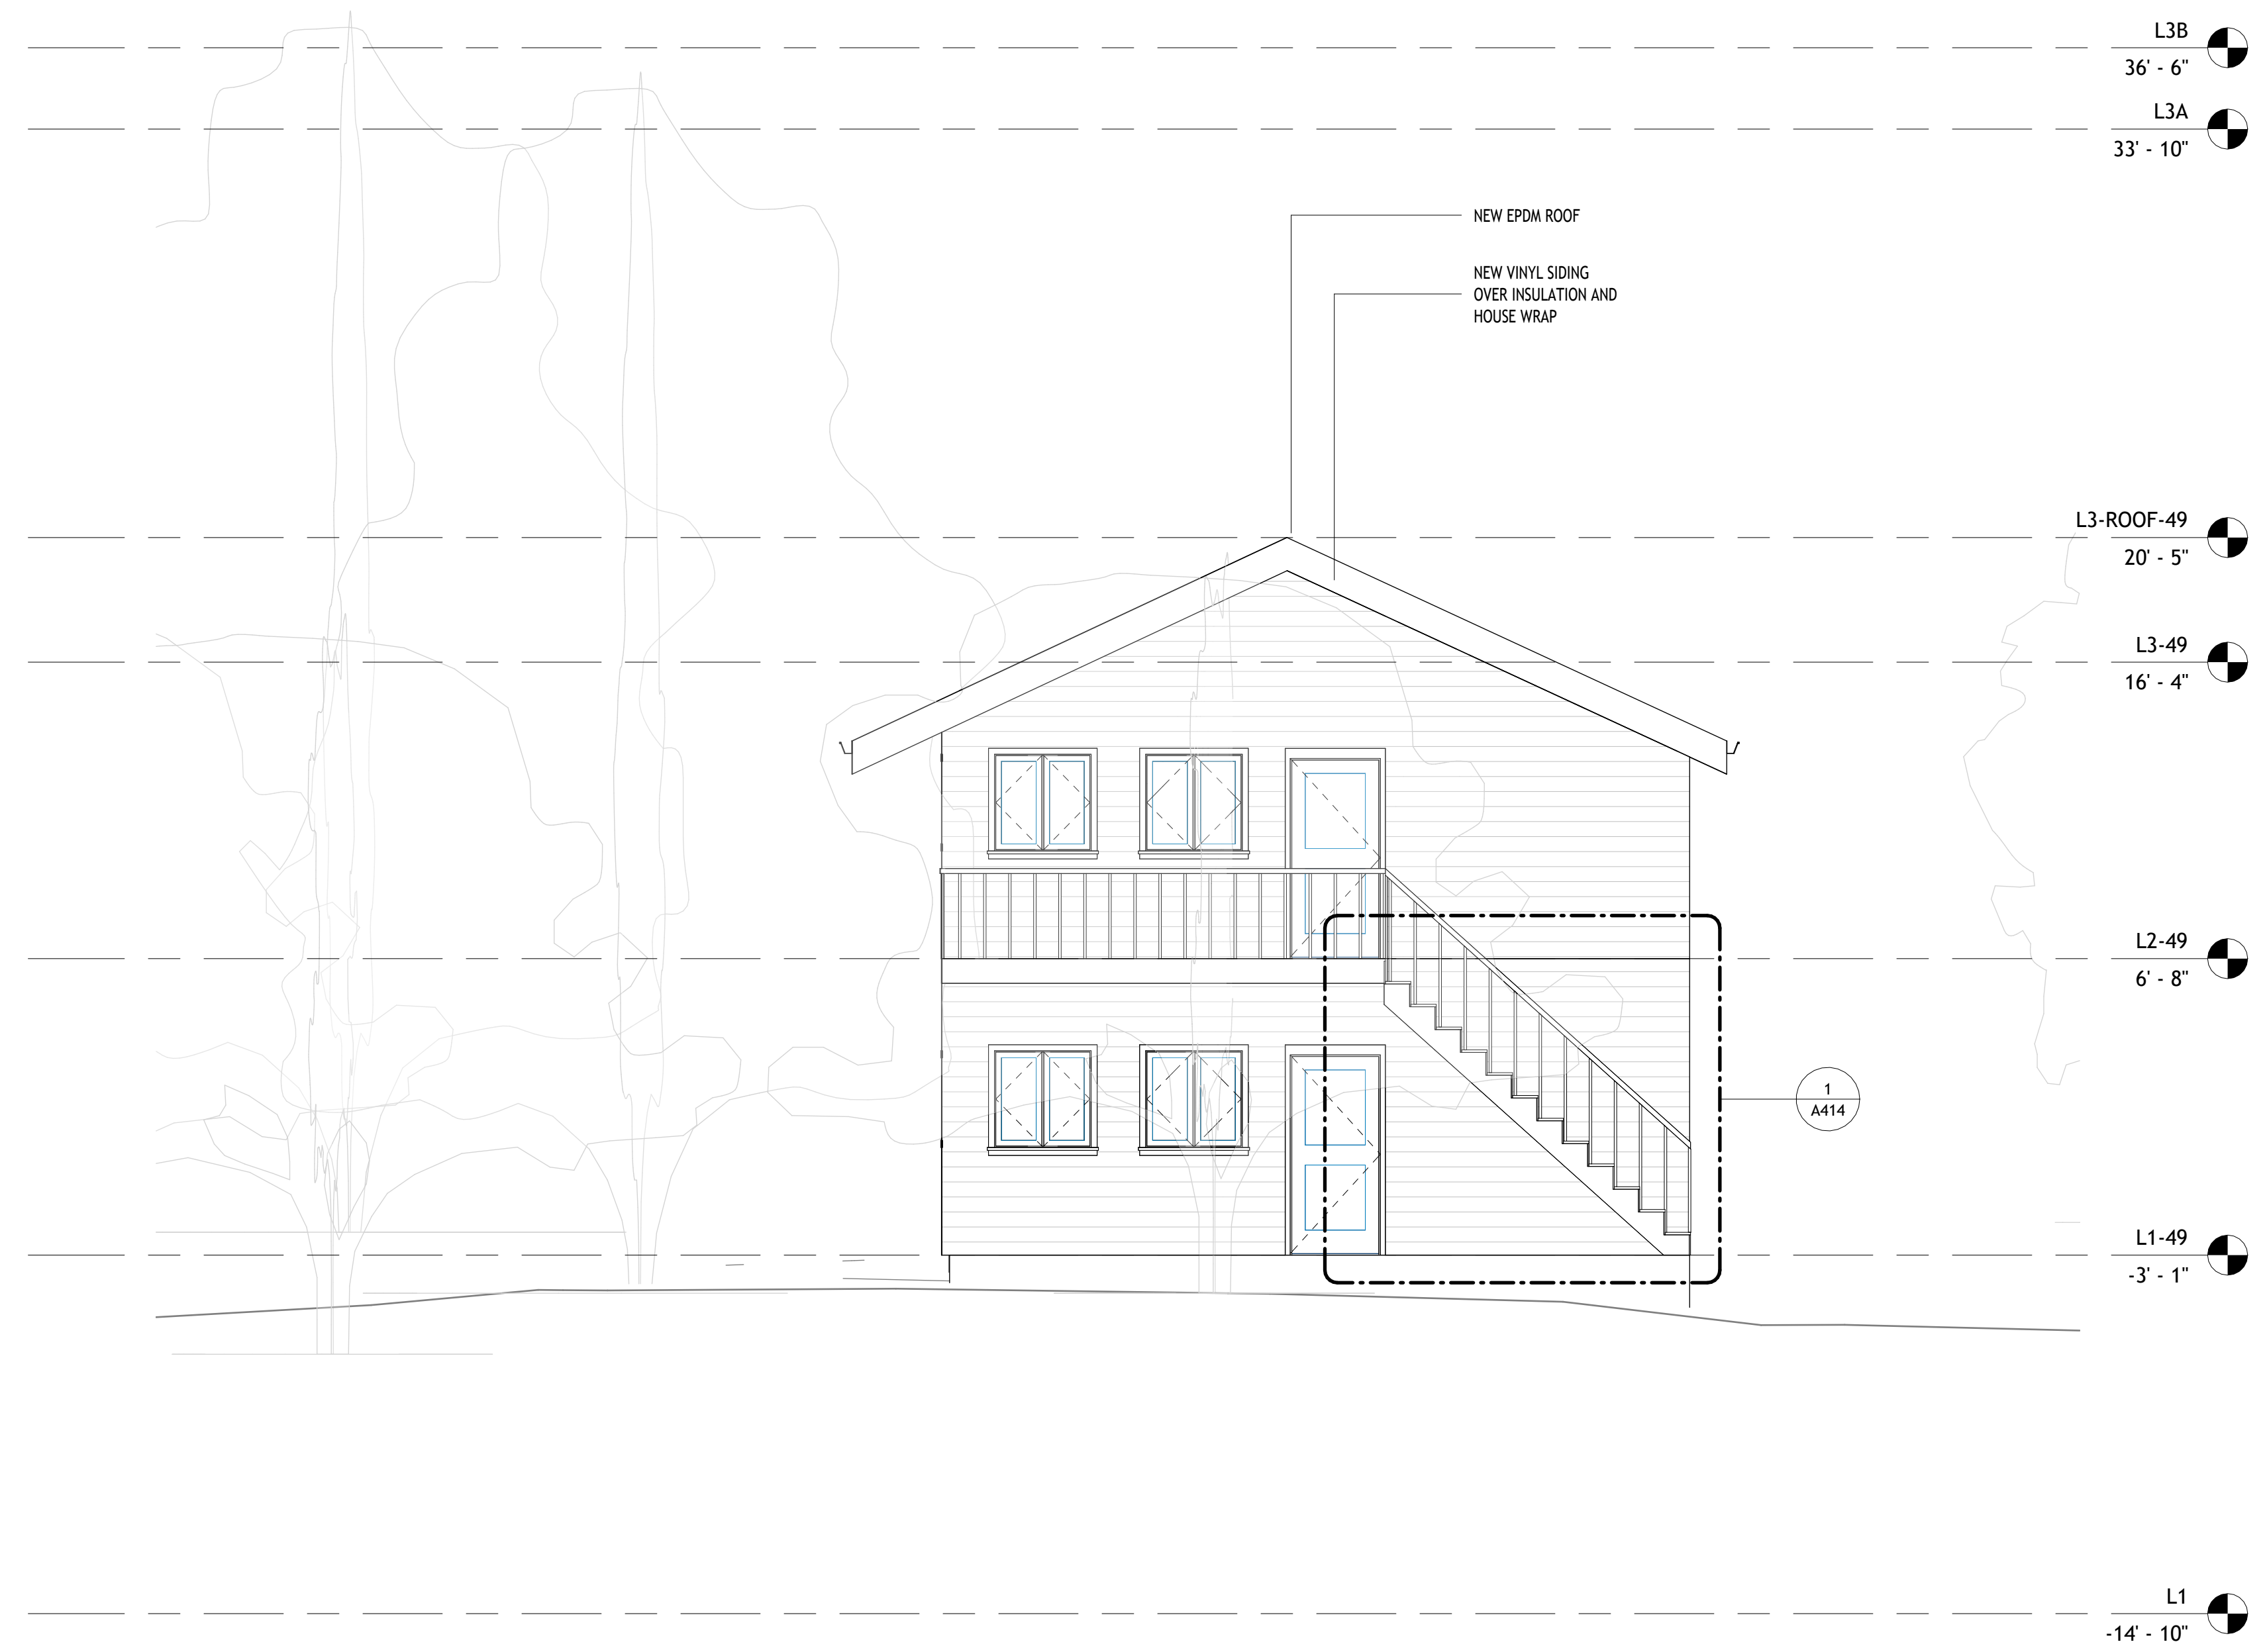 L3B
36' - 6"
L3A
33' - 10"
NEW EPDM ROOF
NEW VINYL SIDING
OVER INSULATION AND
HOUSE WRAP
L3-ROOF-49
20' - 5"
L3-49
16' - 4"
L2-49
6' - 8"
1
A414
L1-49
-3' - 1"
L1
-14' - 10"